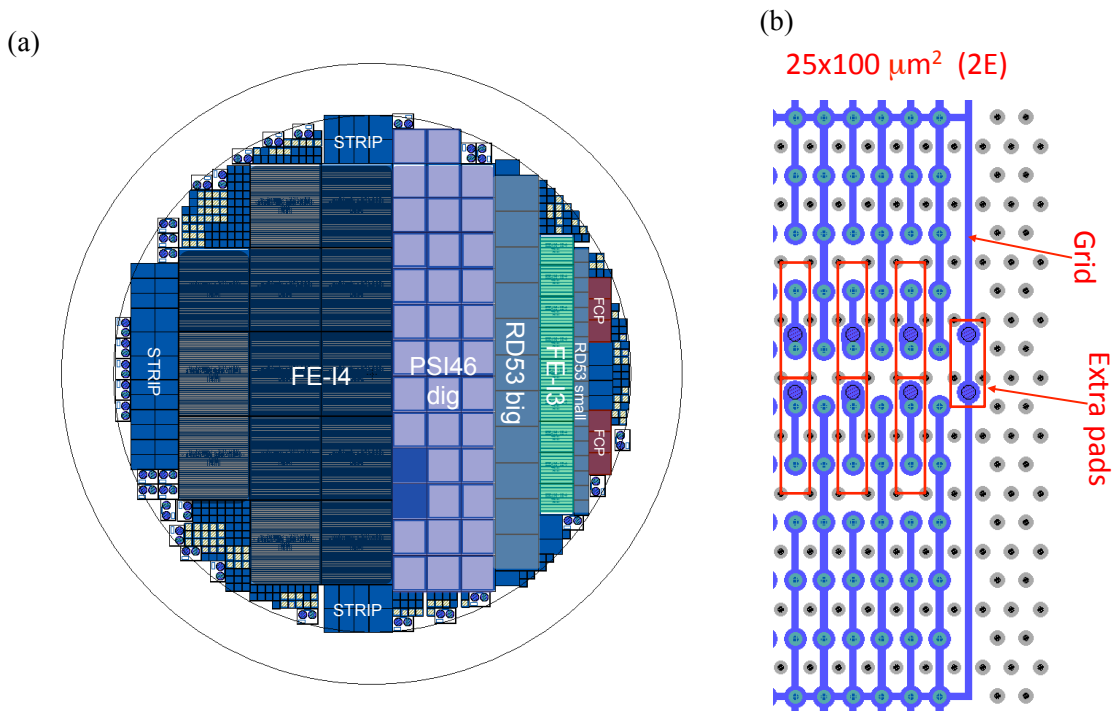 (a)
STRIP
STRIP
FE-I4
PSI46
dig
RD53 big
FE-I3
RD53 small
FCP
FCP
STRIP
(b)
25x100 μm² (2E)
Grid
Extra pads